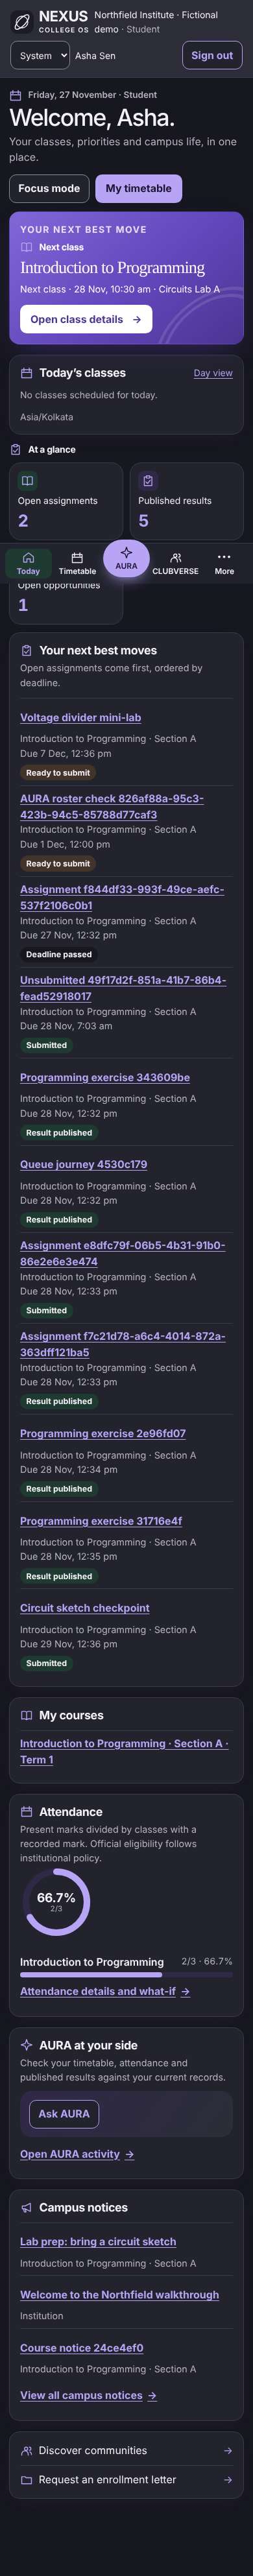 NEXUS
COLLEGE OS
Northfield Institute · Fictional
demo · Student
System
Asha Sen
Sign out
Friday, 27 November · Student
Welcome, Asha.
Your classes, priorities and campus life, in one
place.
Focus mode
My timetable
YOUR NEXT BEST MOVE
Next class
Introduction to Programming
Next class · 28 Nov, 10:30 am · Circuits Lab A
Open class details →
Today's classes
Day view
No classes scheduled for today.
Asia/Kolkata
At a glance
Open assignments
2
Published results
5
Today
Timetable
AURA
CLUBVERSE
More
Open opportunities
1
Your next best moves
Open assignments come first, ordered by
deadline.
Voltage divider mini-lab
Introduction to Programming · Section A
Due 7 Dec, 12:36 pm
Ready to submit
AURA roster check 826af88a-95c3-
423b-94c5-85788d77caf3
Introduction to Programming · Section A
Due 1 Dec, 12:00 pm
Ready to submit
Assignment f844df33-993f-49ce-aefc-
537f2106c0b1
Introduction to Programming · Section A
Due 27 Nov, 12:32 pm
Deadline passed
Unsubmitted 49f17d2f-851a-41b7-86b4-
fead52918017
Introduction to Programming · Section A
Due 28 Nov, 7:03 am
Submitted
Programming exercise 343609be
Introduction to Programming · Section A
Due 28 Nov, 12:32 pm
Result published
Queue journey 4530c179
Introduction to Programming · Section A
Due 28 Nov, 12:32 pm
Result published
Assignment e8dfc79f-06b5-4b31-91b0-
86e2e6e3e474
Introduction to Programming · Section A
Due 28 Nov, 12:33 pm
Submitted
Assignment f7c21d78-a6c4-4014-872a-
363dff121ba5
Introduction to Programming · Section A
Due 28 Nov, 12:33 pm
Result published
Programming exercise 2e96fd07
Introduction to Programming · Section A
Due 28 Nov, 12:34 pm
Result published
Programming exercise 31716e4f
Introduction to Programming · Section A
Due 28 Nov, 12:35 pm
Result published
Circuit sketch checkpoint
Introduction to Programming · Section A
Due 29 Nov, 12:36 pm
Submitted
My courses
Introduction to Programming · Section A ·
Term 1
Attendance
Present marks divided by classes with a
recorded mark. Official eligibility follows
institutional policy.
66.7%
2/3
Introduction to Programming 2/3 · 66.7%
Attendance details and what-if →
AURA at your side
Check your timetable, attendance and
published results against your current records.
Ask AURA
Open AURA activity →
Campus notices
Lab prep: bring a circuit sketch
Introduction to Programming · Section A
Welcome to the Northfield walkthrough
Institution
Course notice 24ce4ef0
Introduction to Programming · Section A
View all campus notices →
Discover communities →
Request an enrollment letter →